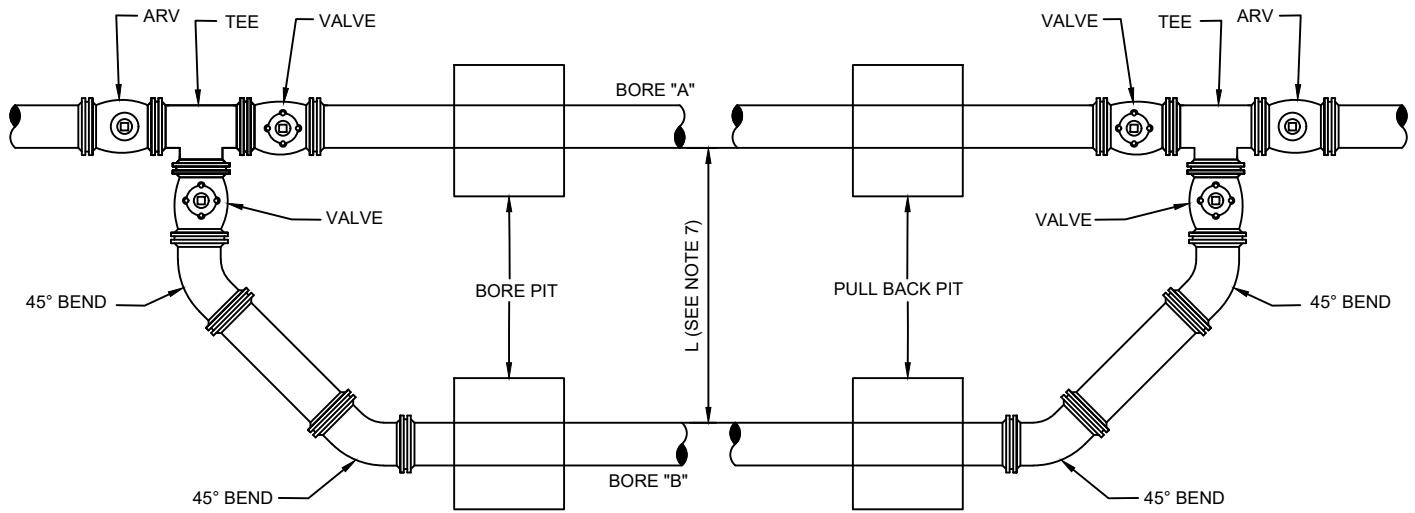 ARV
TEE
VALVE
VALVE
TEE
ARV
BORE "A"
VALVE
VALVE
L (SEE NOTE 7)
45° BEND
BORE PIT
PULL BACK PIT
45° BEND
BORE "B"
45° BEND
45° BEND